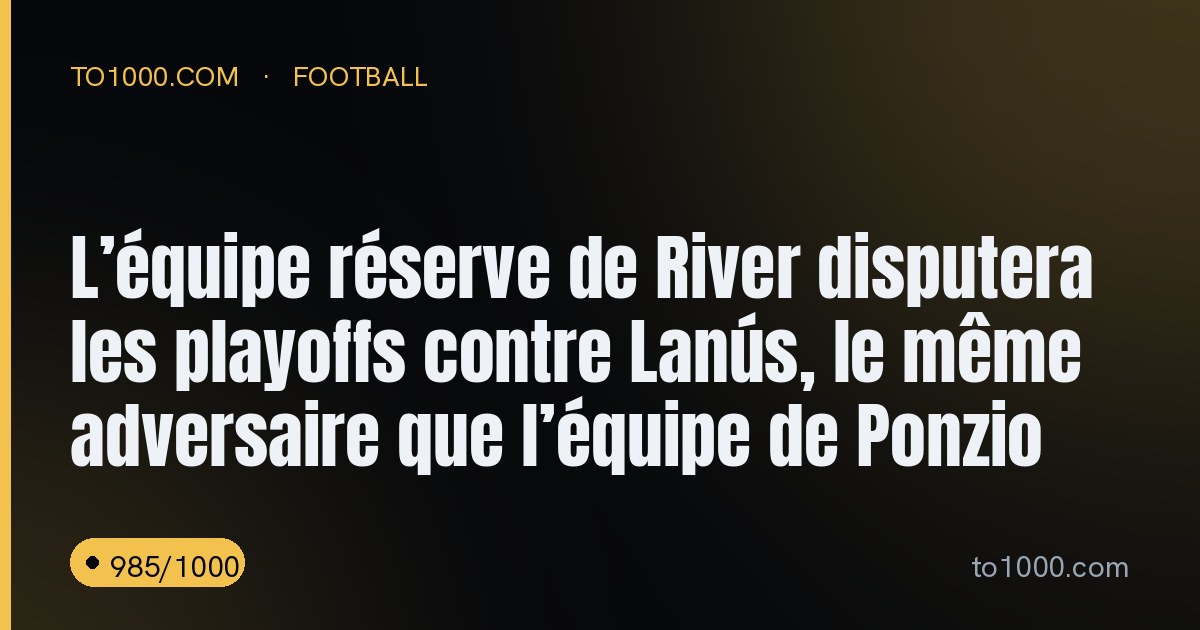 TO1000.COM · FOOTBALL
L’équipe réserve de River disputera
les playoffs contre Lanús, le même
adversaire que l’équipe de Ponzio
985/1000
to1000.com